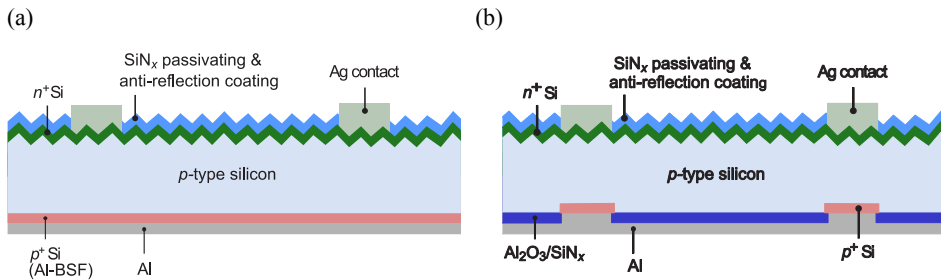 (a)
SiNₓ passivating &
anti-reflection coating
Ag contact
n⁺Si
p-type silicon
p⁺Si
(Al-BSF)
Al
(b)
SiNₓ passivating &
anti-reflection coating
Ag contact
n⁺Si
p-type silicon
Al₂O₃/SiNₓ
Al
p⁺ Si